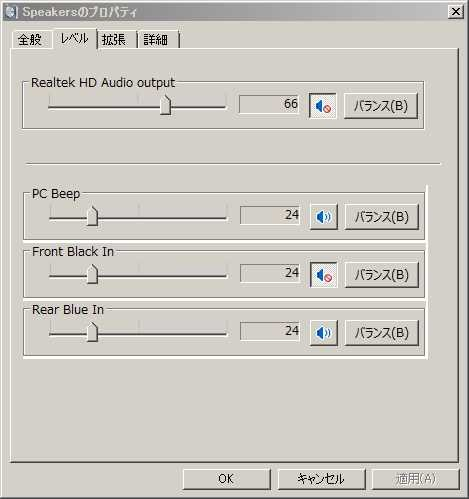 Speakersのプロパティ
全般 レベル 拡張 詳細
Realtek HD Audio output
66 バランス(B)
PC Beep
24 バランス(B)
Front Black In
24 バランス(B)
Rear Blue In
24 バランス(B)
OK キャンセル 適用(A)